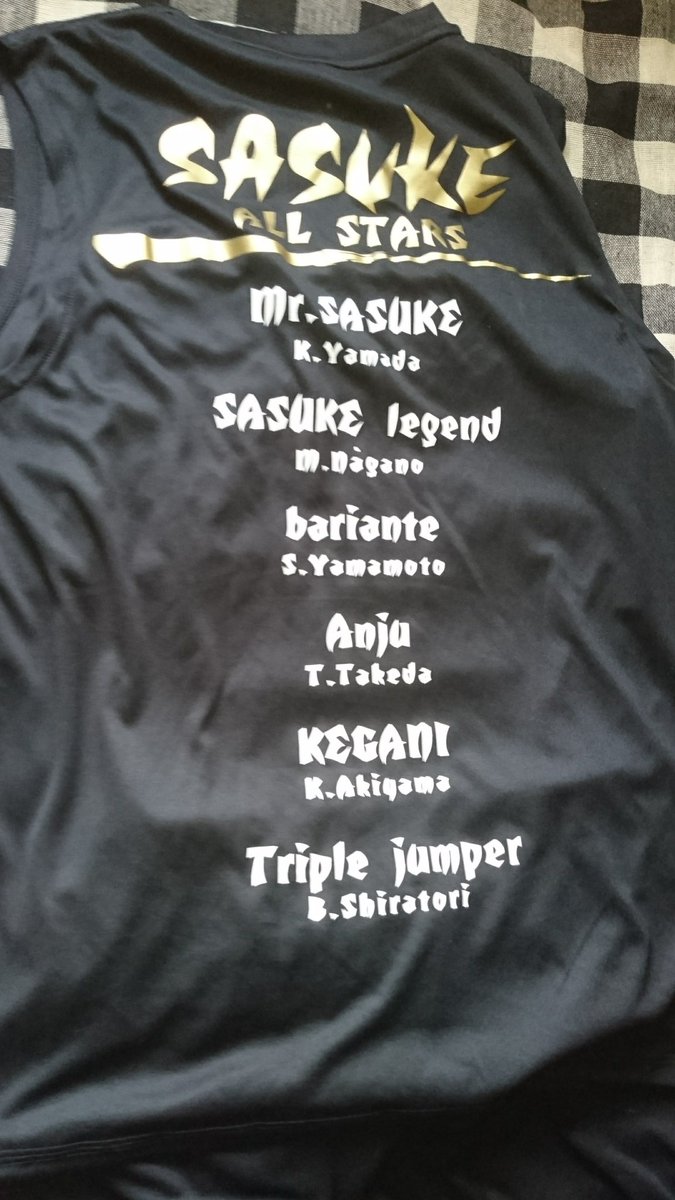 SASUKE
ALL STARS
Mr.SASUKE
K.Yamada
SASUKE legend
M.Nagano
bariante
S.Yamamoto
Anju
T.Takeda
KEGANI
K.Akiyama
Triple jumper
B.Shiratori